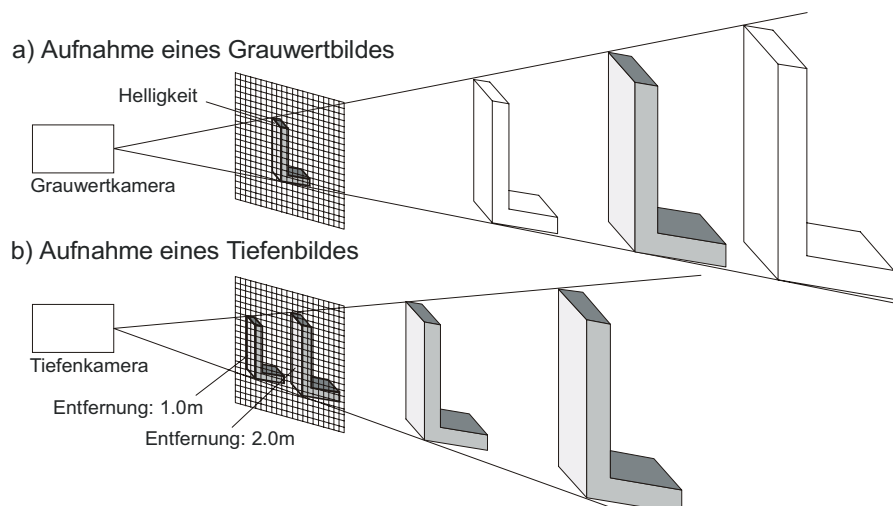 a) Aufnahme eines Grauwertbildes
Helligkeit
Grauwertkamera
b) Aufnahme eines Tiefenbildes
Tiefenkamera
Entfernung: 1.0m
Entfernung: 2.0m